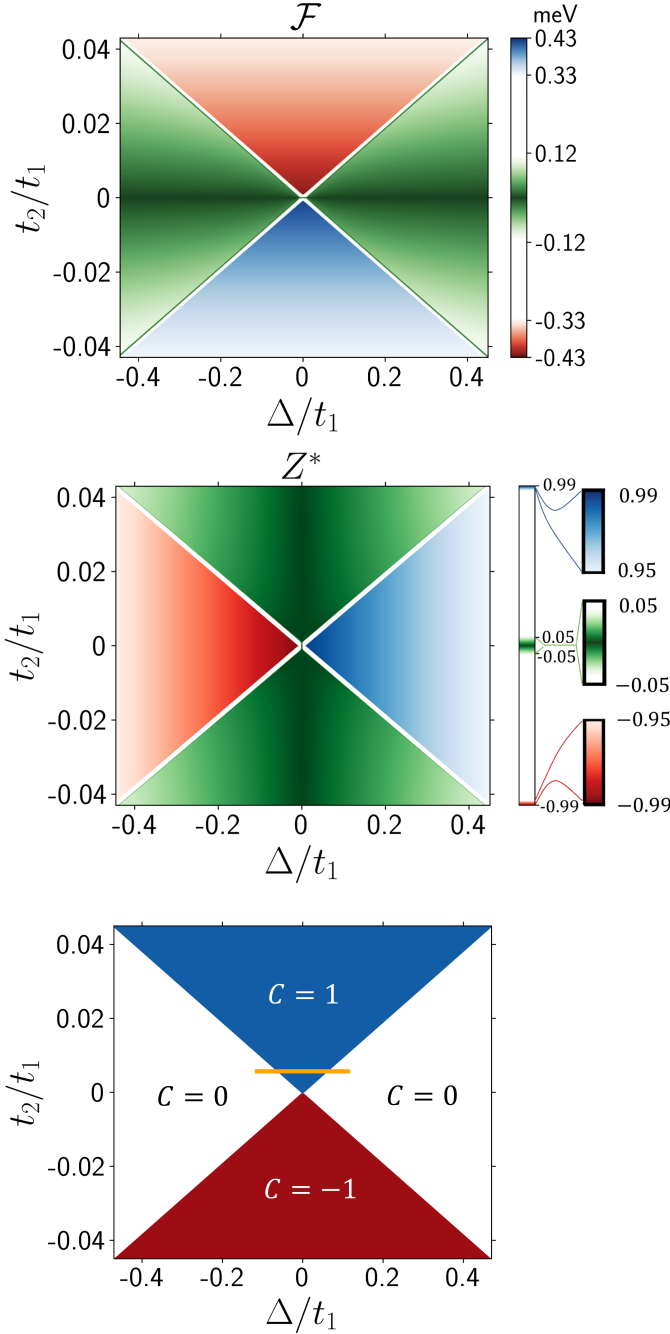 ℱ
meV
0.04
0.02
0
-0.02
-0.04
t₂/t₁
-0.4 -0.2 0 0.2 0.4
Δ/t₁
0.43
0.33
0.12
-0.12
-0.33
-0.43
Z*
0.04
0.02
0
-0.02
-0.04
t₂/t₁
-0.4 -0.2 0 0.2 0.4
Δ/t₁
0.99
0.05
-0.05
-0.99
0.99
0.95
0.05
−0.05
−0.95
−0.99
0.04
0.02
0
-0.02
-0.04
t₂/t₁
C = 1
C = 0
C = 0
C = −1
-0.4 -0.2 0 0.2 0.4
Δ/t₁